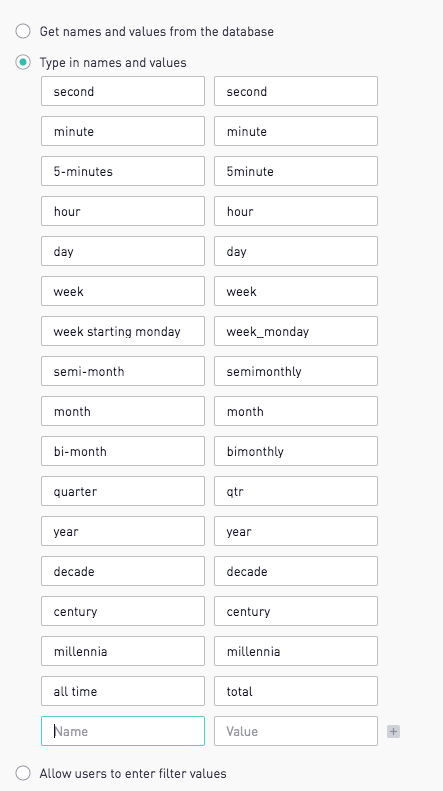 Get names and values from the database
Type in names and values
second second
minute minute
5-minutes 5minute
hour hour
day day
week week
week starting monday week_monday
semi-month semimonthly
month month
bi-month bimonthly
quarter qtr
year year
decade decade
century century
millennia millennia
all time total
Name Value +
Allow users to enter filter values